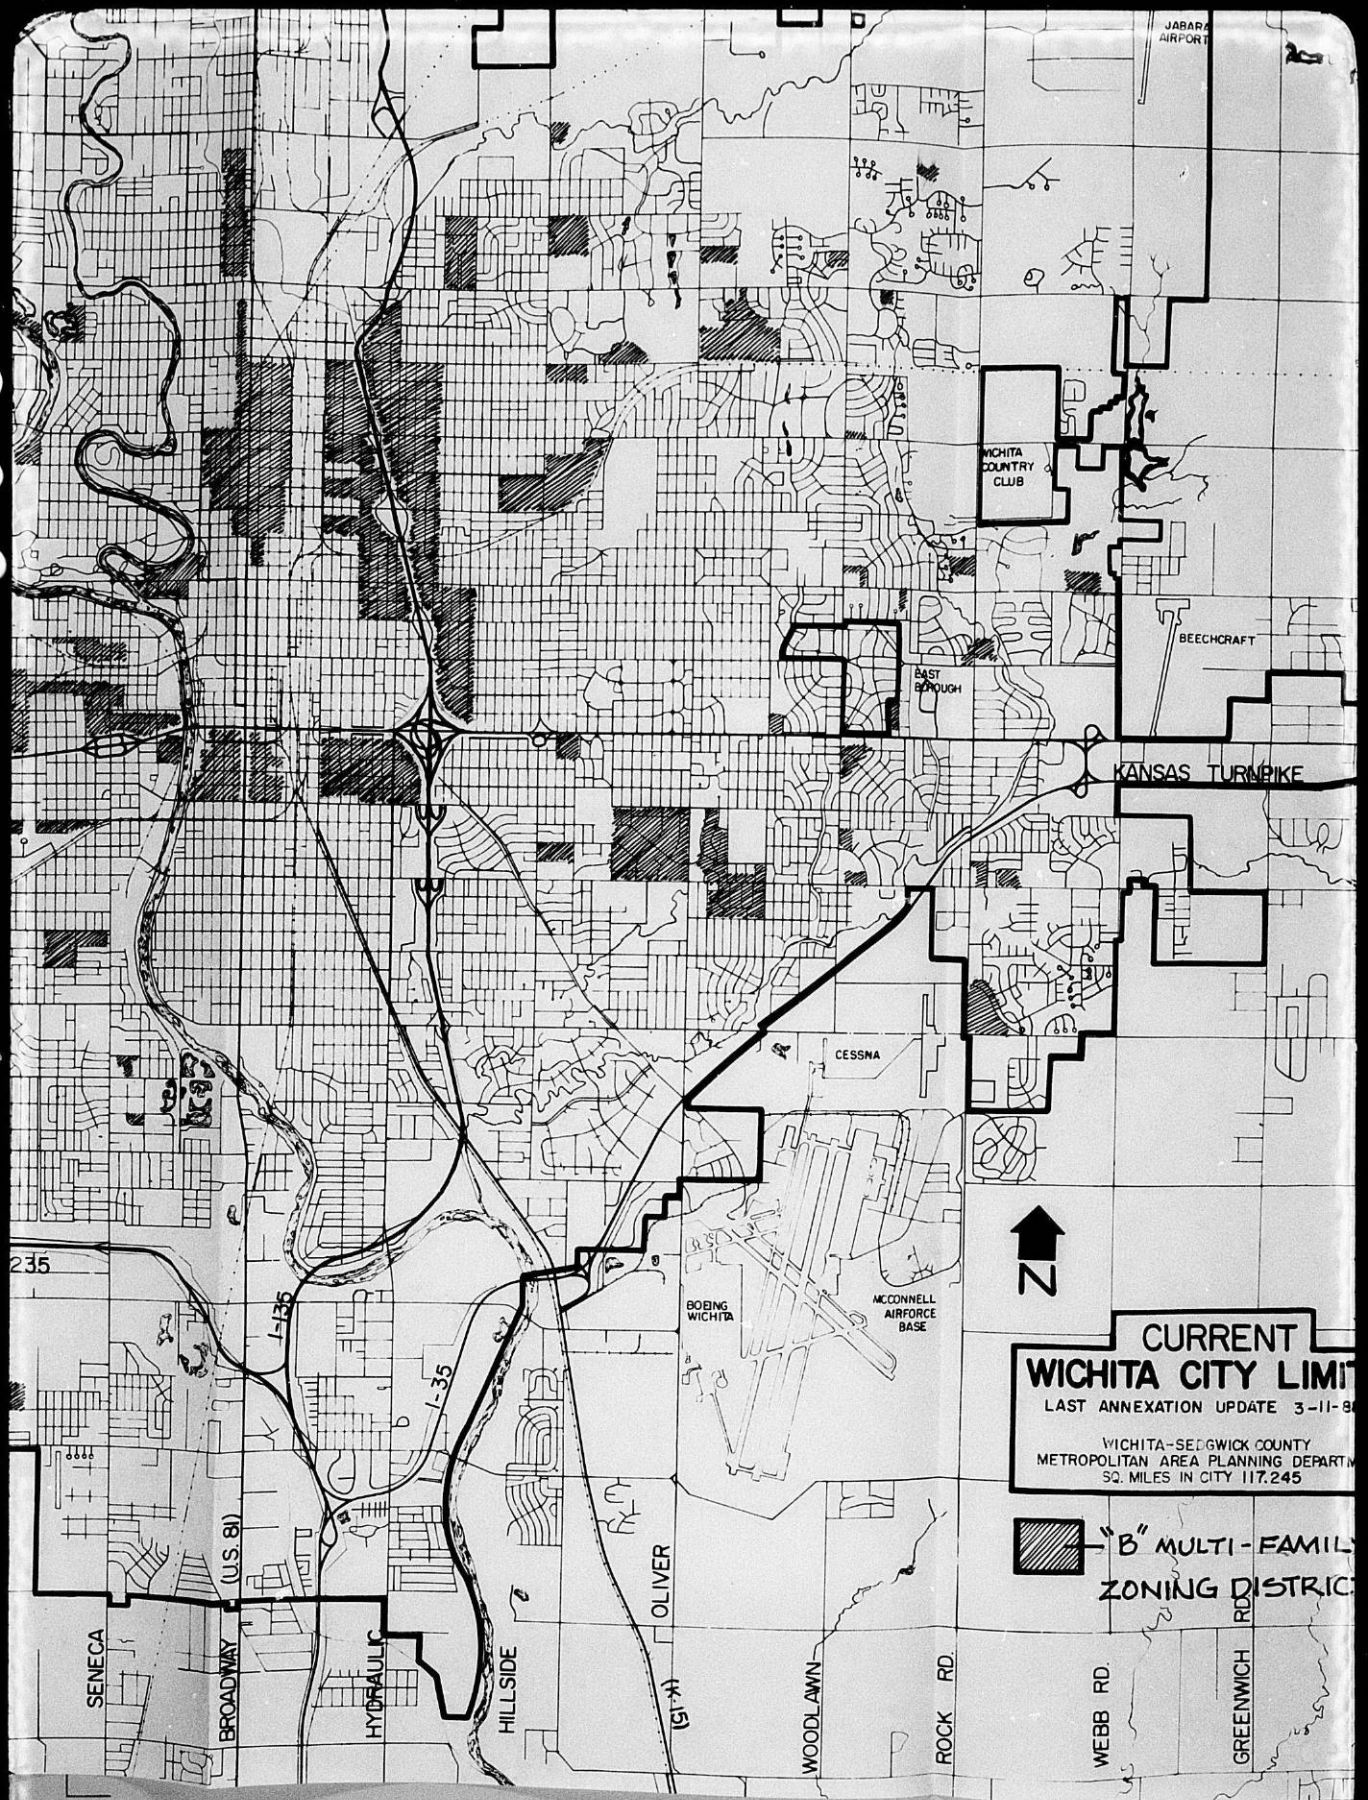 JABARA
AIRPORT
WICHITA
COUNTRY
CLUB
BEECHCRAFT
EAST
BOROUGH
KANSAS TURNPIKE
CESSNA
N
235
I-135
I-35
BOEING
WICHITA
MCCONNELL
AIRFORCE
BASE
CURRENT
WICHITA CITY LIMIT
LAST ANNEXATION UPDATE 3-11-8
WICHITA-SEDGWICK COUNTY
METROPOLITAN AREA PLANNING DEPARTM
SQ. MILES IN CITY 117.245
"B" MULTI-FAMILY
ZONING DISTRIC
SENECA
BROADWAY (U.S. 81)
HYDRAULIC
HILLSIDE
OLIVER
(K-15)
WOODLAWN
ROCK RD.
WEBB RD.
GREENWICH RD.